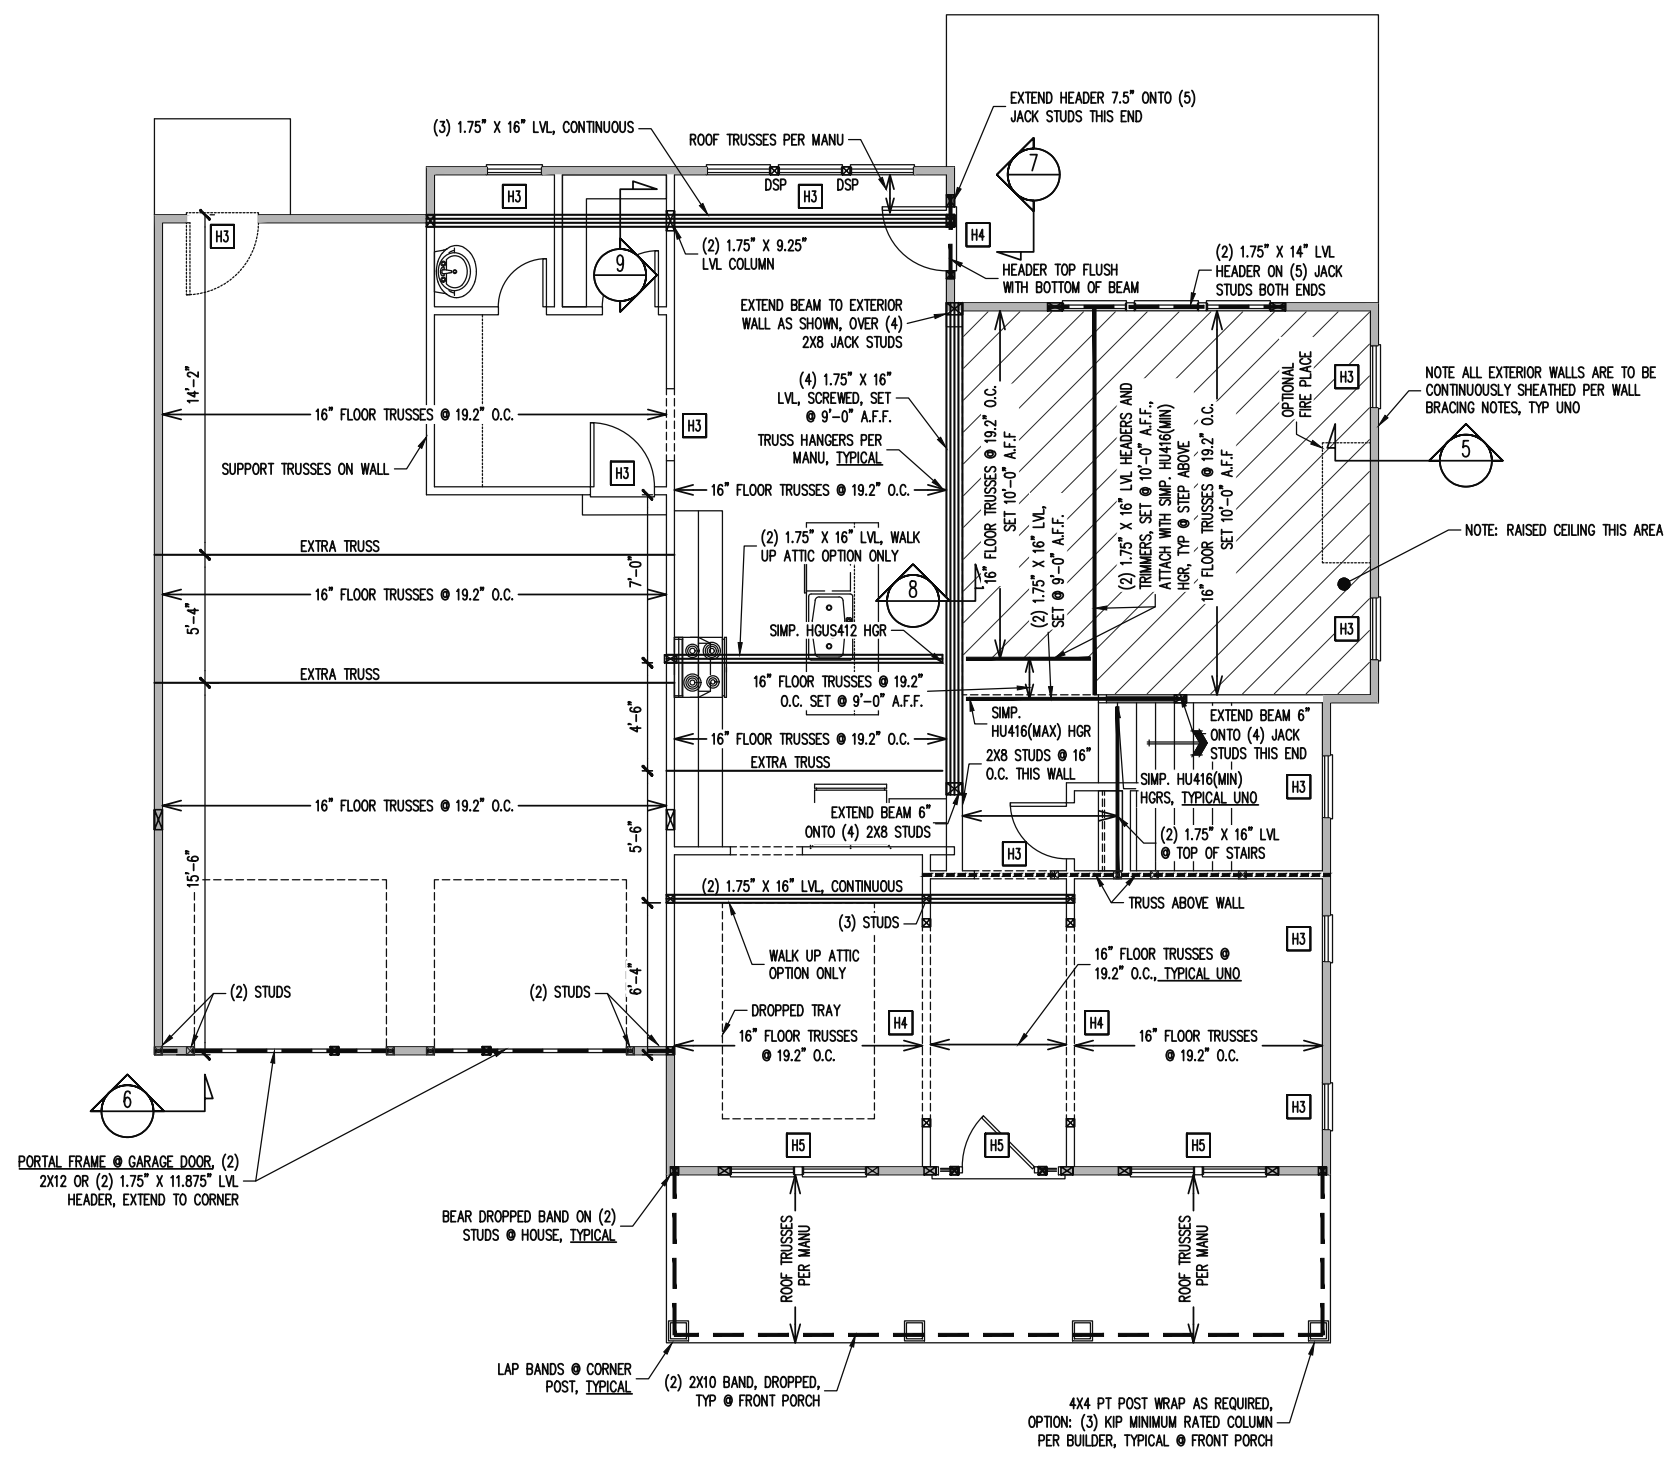 EXTEND HEADER 7.5" ONTO (5)
JACK STUDS THIS END
(3) 1.75" X 16" LVL, CONTINUOUS
ROOF TRUSSES PER MANU
7
DSP
DSP
H3
H3
H3
H4
(2) 1.75" X 9.25"
LVL COLUMN
9
HEADER TOP FLUSH
WITH BOTTOM OF BEAM
(2) 1.75" X 14" LVL
HEADER ON (5) JACK
STUDS BOTH ENDS
EXTEND BEAM TO EXTERIOR
WALL AS SHOWN, OVER (4)
2X8 JACK STUDS
14'-2"
(4) 1.75" X 16"
LVL, SCREWED, SET
@ 9'-0" A.F.F.
OPTIONAL
FIRE PLACE
H3
NOTE ALL EXTERIOR WALLS ARE TO BE
CONTINUOUSLY SHEATHED PER WALL
BRACING NOTES, TYP UNO
16" FLOOR TRUSSES @ 19.2" O.C.
H3
TRUSS HANGERS PER
MANU, TYPICAL
5
SUPPORT TRUSSES ON WALL
H3
16" FLOOR TRUSSES @ 19.2" O.C.
16" FLOOR TRUSSES @ 19.2" O.C.
SET 10'-0" A.F.F
(2) 1.75" X 16" LVL,
SET @ 9'-0" A.F.F.
(2) 1.75" X 16" LVL HEADERS AND
TRIMMERS, SET @ 10'-0" A.F.F.,
ATTACH WITH SIMP. HU416(MIN)
HGR, TYP @ STEP ABOVE
16" FLOOR TRUSSES @ 19.2" O.C.
SET 10'-0" A.F.F
NOTE: RAISED CEILING THIS AREA
EXTRA TRUSS
(2) 1.75" X 16" LVL, WALK
UP ATTIC OPTION ONLY
7'-0"
16" FLOOR TRUSSES @ 19.2" O.C.
8
5'-4"
SIMP. HGUS412 HGR
H3
EXTRA TRUSS
16" FLOOR TRUSSES @ 19.2"
O.C. SET @ 9'-0" A.F.F.
4'-6"
SIMP.
HU416(MAX) HGR
EXTEND BEAM 6"
ONTO (4) JACK
STUDS THIS END
16" FLOOR TRUSSES @ 19.2" O.C.
2X8 STUDS @ 16"
O.C. THIS WALL
EXTRA TRUSS
SIMP. HU416(MIN)
HGRS, TYPICAL UNO
H3
16" FLOOR TRUSSES @ 19.2" O.C.
EXTEND BEAM 6"
ONTO (4) 2X8 STUDS
5'-6"
(2) 1.75" X 16" LVL
@ TOP OF STAIRS
H3
15'-6"
(2) 1.75" X 16" LVL, CONTINUOUS
TRUSS ABOVE WALL
(3) STUDS
H3
WALK UP ATTIC
OPTION ONLY
16" FLOOR TRUSSES @
19.2" O.C., TYPICAL UNO
6'-4"
(2) STUDS
(2) STUDS
DROPPED TRAY
H4
H4
16" FLOOR TRUSSES
@ 19.2" O.C.
16" FLOOR TRUSSES
@ 19.2" O.C.
6
H3
H5
H5
H5
PORTAL FRAME @ GARAGE DOOR, (2)
2X12 OR (2) 1.75" X 11.875" LVL
HEADER, EXTEND TO CORNER
BEAR DROPPED BAND ON (2)
STUDS @ HOUSE, TYPICAL
ROOF TRUSSES
PER MANU
ROOF TRUSSES
PER MANU
LAP BANDS @ CORNER
POST, TYPICAL
(2) 2X10 BAND, DROPPED,
TYP @ FRONT PORCH
4X4 PT POST WRAP AS REQUIRED,
OPTION: (3) KIP MINIMUM RATED COLUMN
PER BUILDER, TYPICAL @ FRONT PORCH